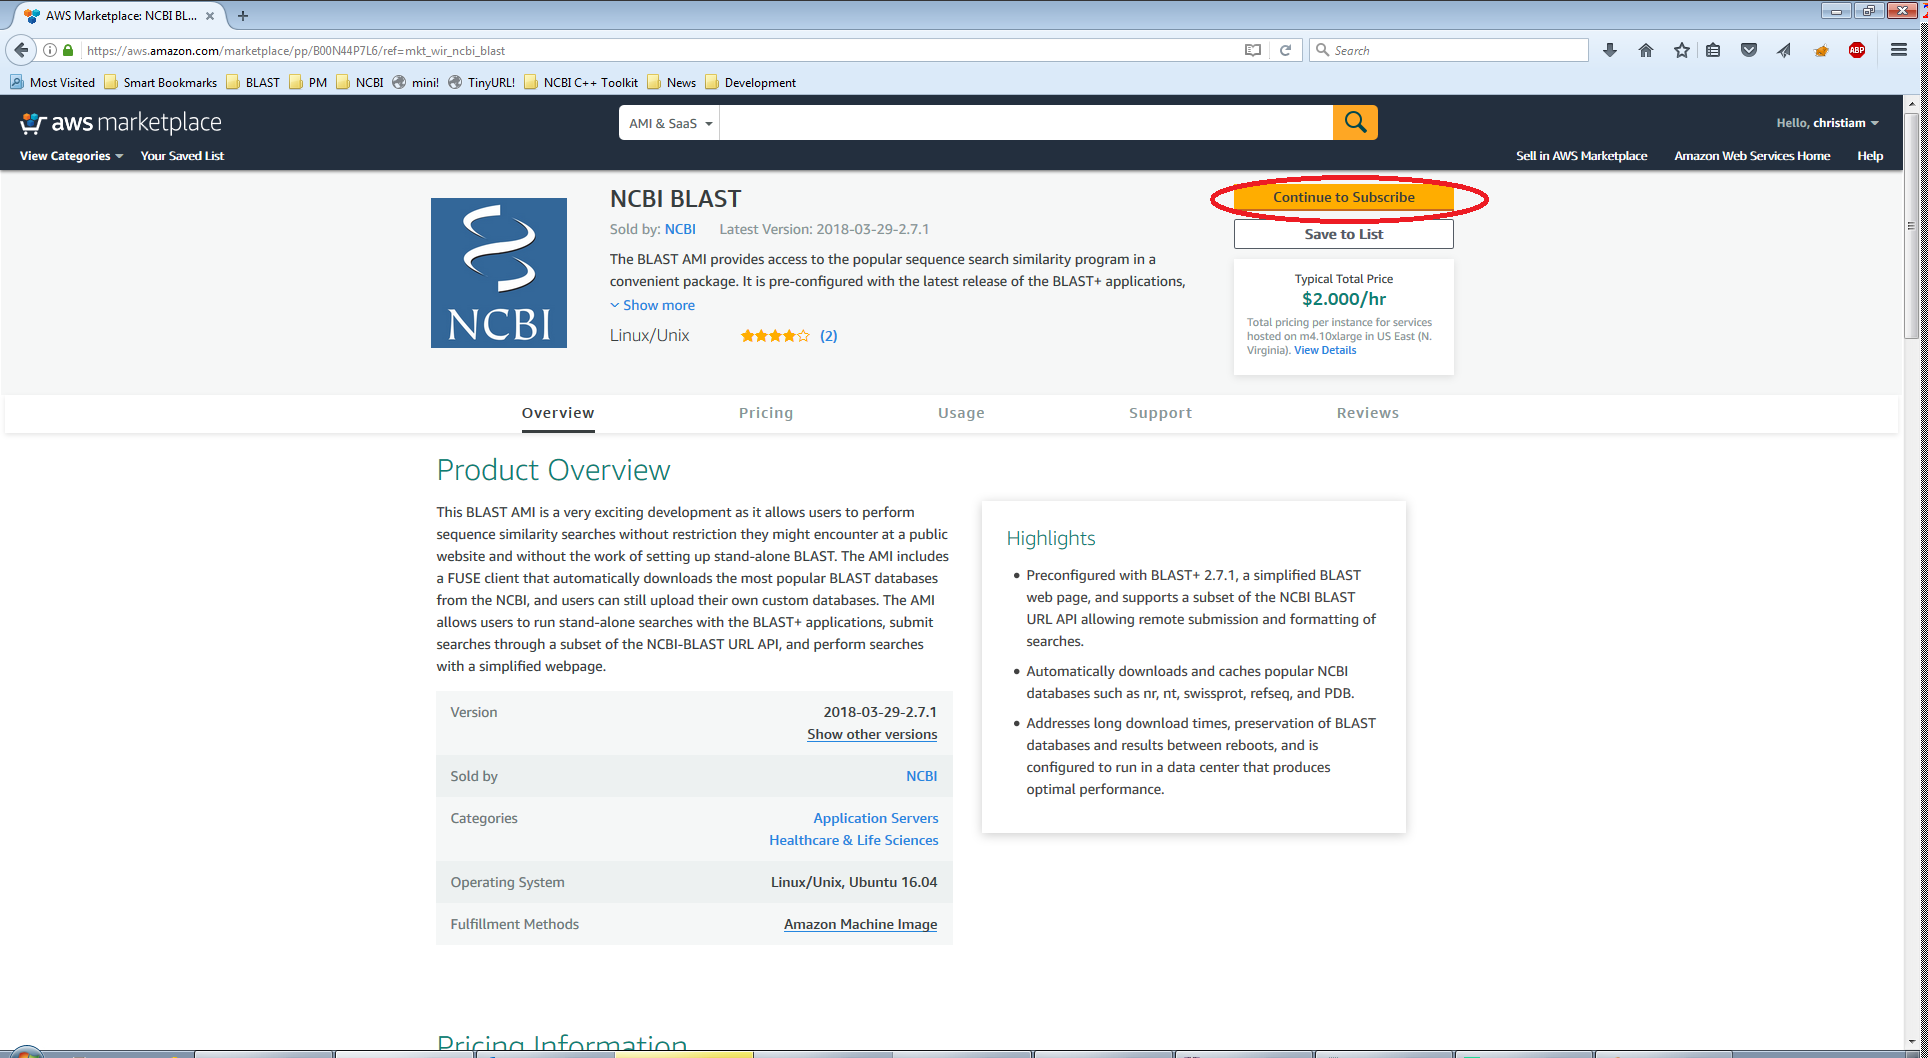 AWS Marketplace: NCBI BL...
https://aws.amazon.com/marketplace/pp/B00N44P7L6/ref=mkt_wir_ncbi_blast
Search
ABP
Most Visited Smart Bookmarks BLAST PM NCBI mini! TinyURL! NCBI C++ Toolkit News Development
aws marketplace
AMI & SaaS
Hello, christiam
View Categories Your Saved List
Sell in AWS Marketplace Amazon Web Services Home Help
NCBI
NCBI BLAST
Sold by: NCBI Latest Version: 2018-03-29-2.7.1
The BLAST AMI provides access to the popular sequence search similarity program in a
convenient package. It is pre-configured with the latest release of the BLAST+ applications,
Show more
Linux/Unix (2)
Continue to Subscribe
Save to List
Typical Total Price
$2.000/hr
Total pricing per instance for services
hosted on m4.10xlarge in US East (N.
Virginia). View Details
Overview Pricing Usage Support Reviews
Product Overview
This BLAST AMI is a very exciting development as it allows users to perform
sequence similarity searches without restriction they might encounter at a public
website and without the work of setting up stand-alone BLAST. The AMI includes
a FUSE client that automatically downloads the most popular BLAST databases
from the NCBI, and users can still upload their own custom databases. The AMI
allows users to run stand-alone searches with the BLAST+ applications, submit
searches through a subset of the NCBI-BLAST URL API, and perform searches
with a simplified webpage.
Version 2018-03-29-2.7.1
Show other versions
Sold by NCBI
Categories Application Servers
Healthcare & Life Sciences
Operating System Linux/Unix, Ubuntu 16.04
Fulfillment Methods Amazon Machine Image
Highlights
Preconfigured with BLAST+ 2.7.1, a simplified BLAST
web page, and supports a subset of the NCBI BLAST
URL API allowing remote submission and formatting of
searches.
Automatically downloads and caches popular NCBI
databases such as nr, nt, swissprot, refseq, and PDB.
Addresses long download times, preservation of BLAST
databases and results between reboots, and is
configured to run in a data center that produces
optimal performance.
Pricing Information